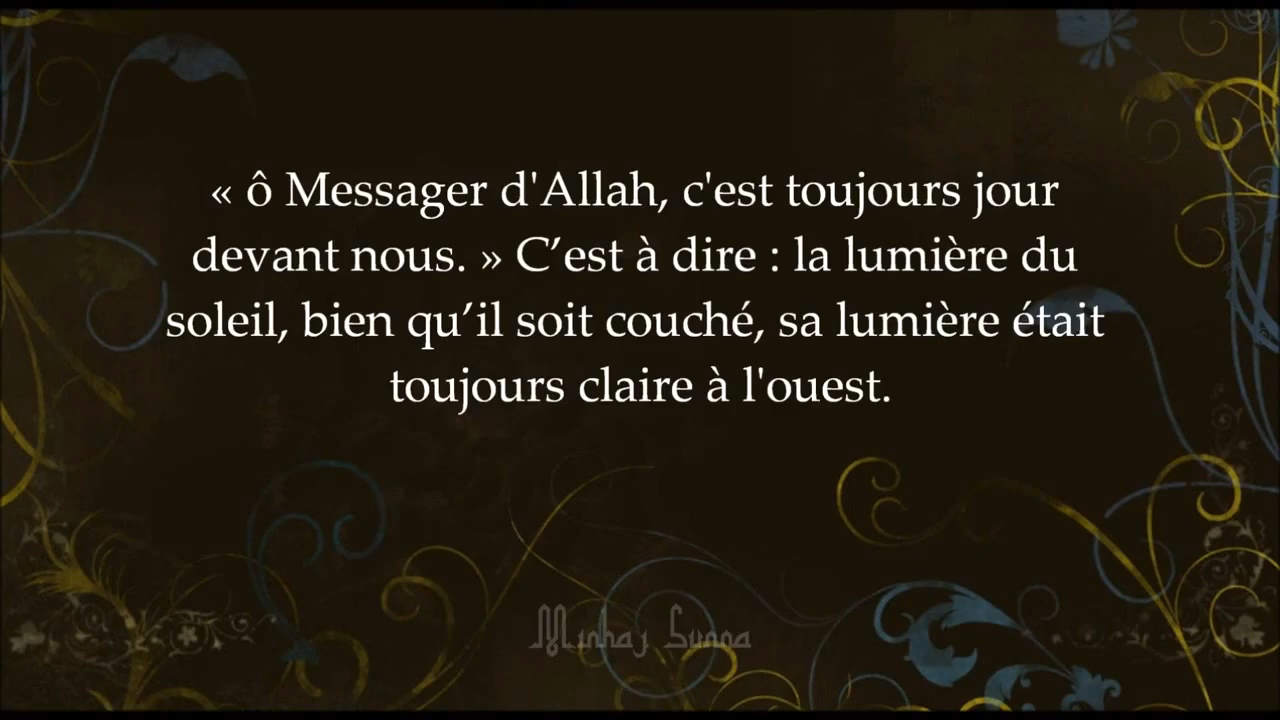 « ô Messager d'Allah, c'est toujours jour
devant nous. » C’est à dire : la lumière du
soleil, bien qu’il soit couché, sa lumière était
toujours claire à l'ouest.
Minhaj Sunna